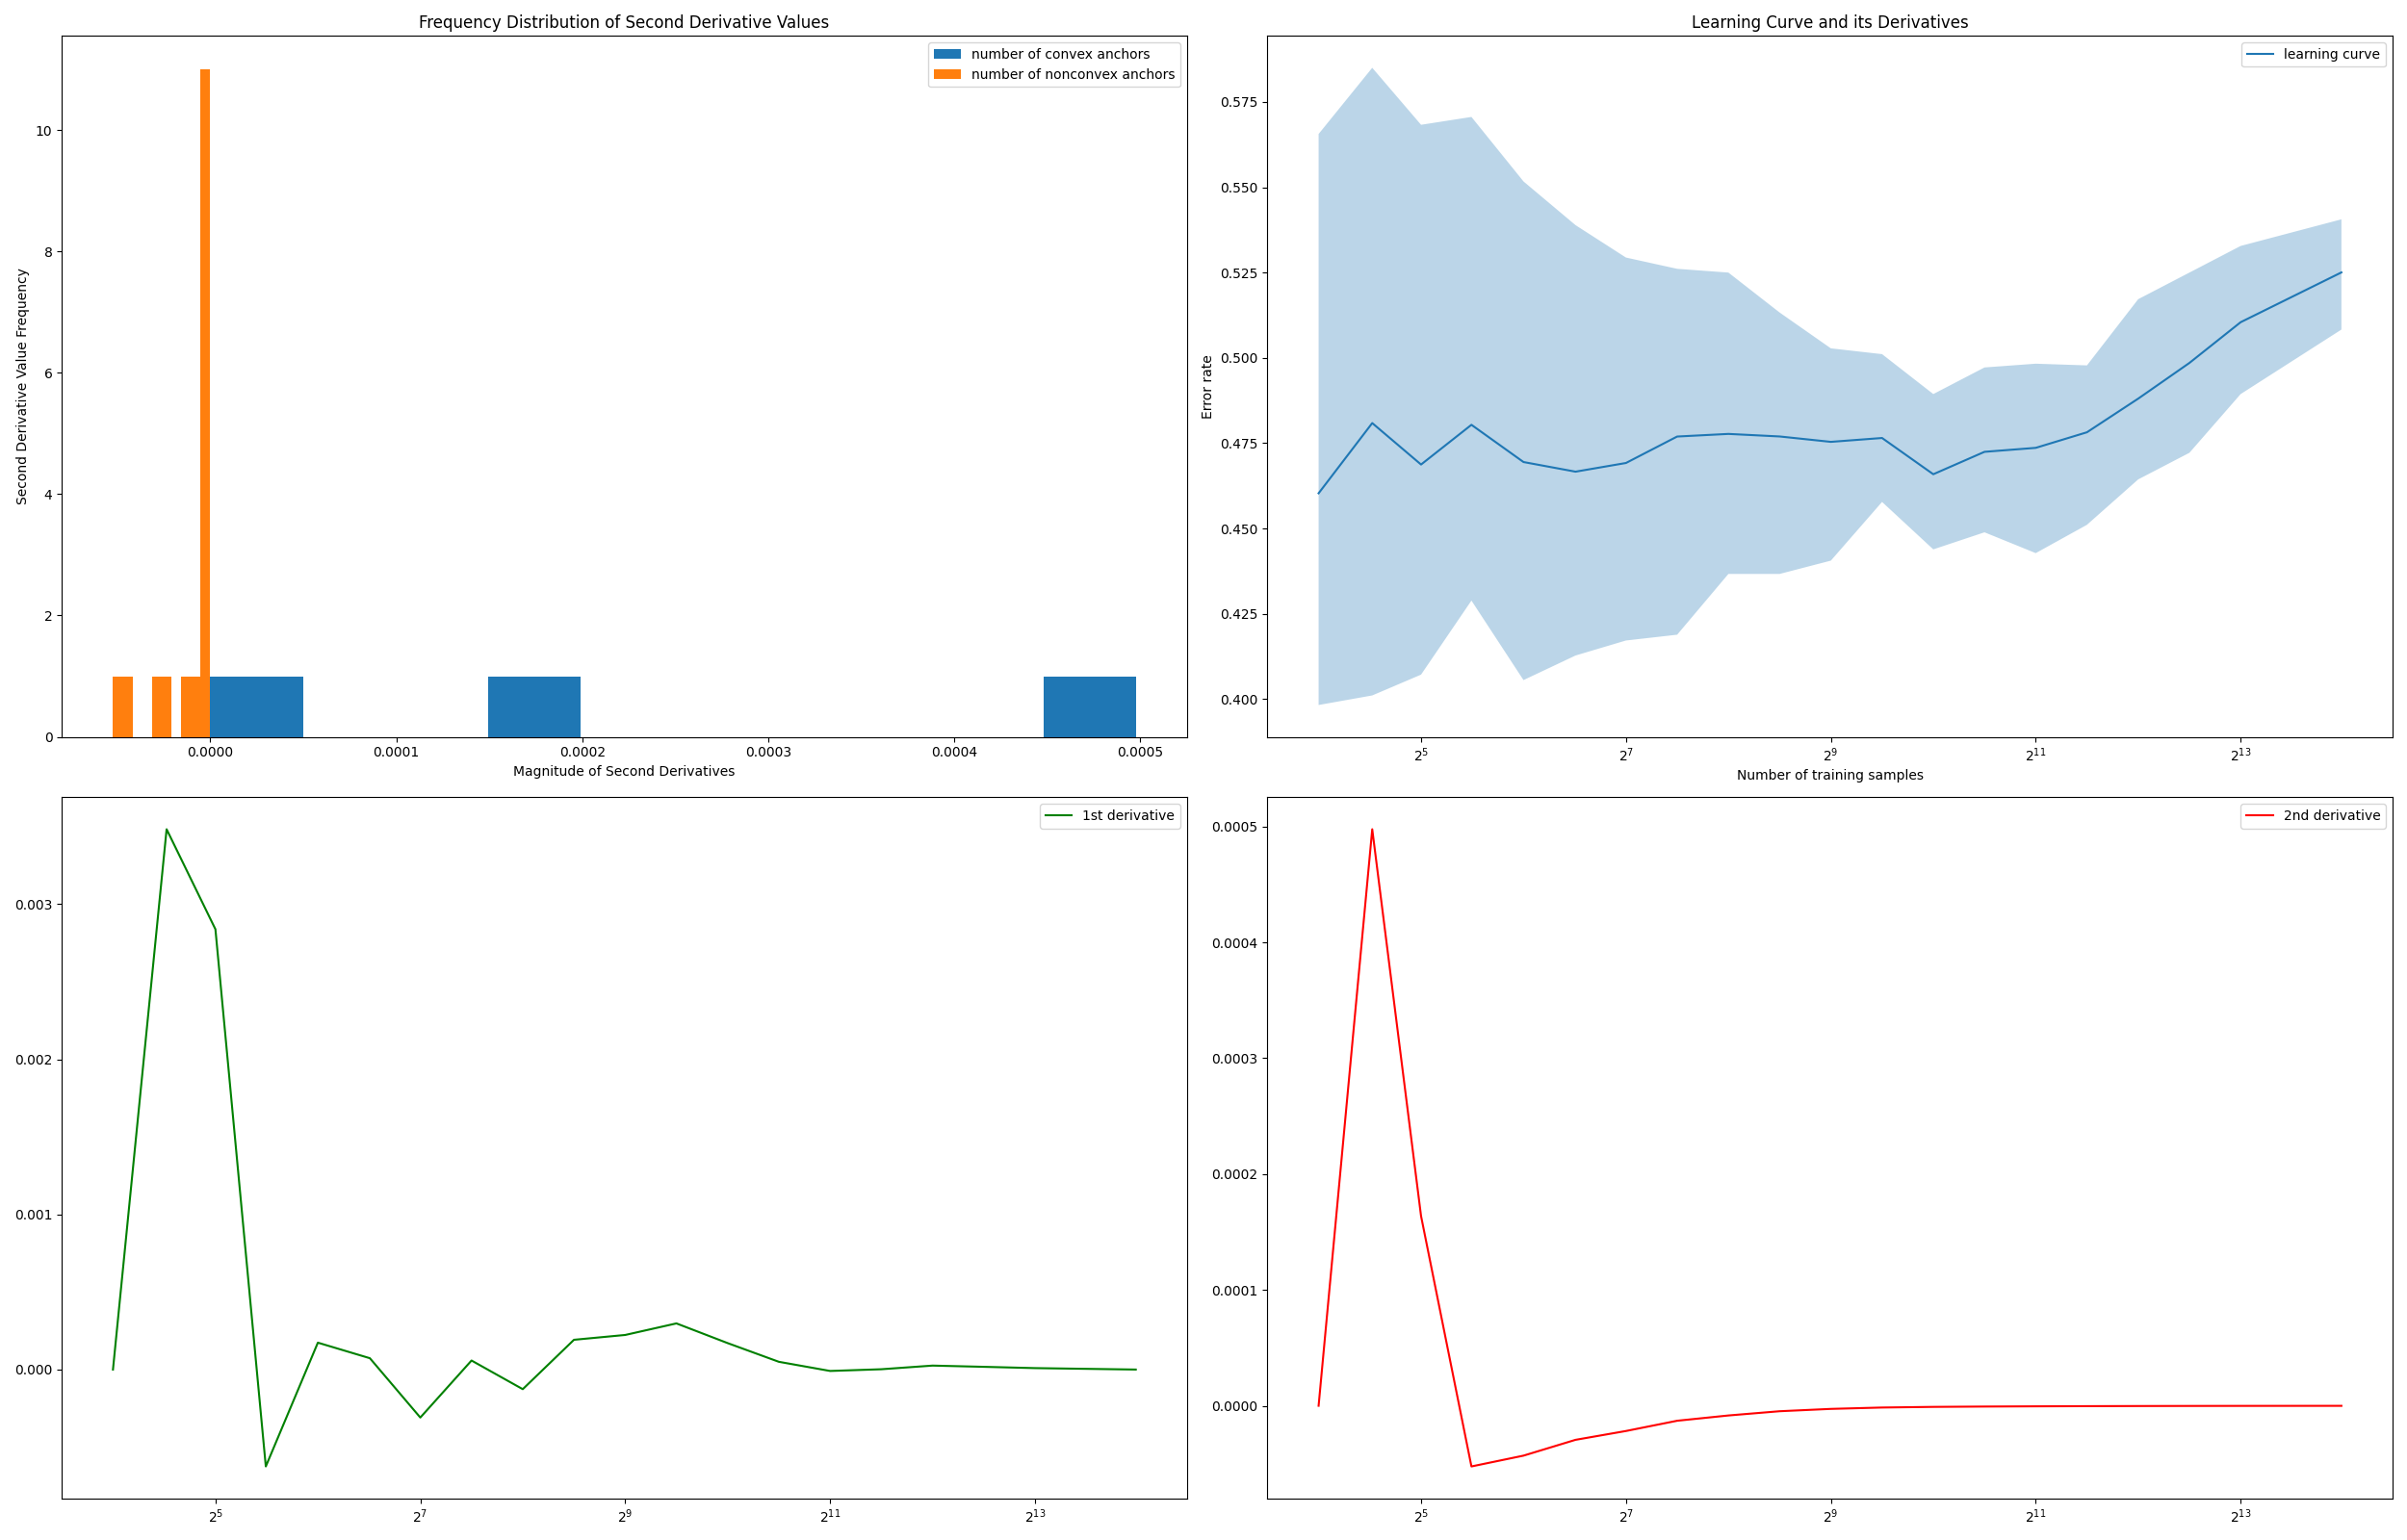 Frequency Distribution of Second Derivative Values
number of convex anchors
number of nonconvex anchors
Second Derivative Value Frequency
10
8
6
4
2
0
0.0000 0.0001 0.0002 0.0003 0.0004 0.0005
Magnitude of Second Derivatives
Learning Curve and its Derivatives
learning curve
Error rate
0.575
0.550
0.525
0.500
0.475
0.450
0.425
0.400
2^5 2^7 2^9 2^11 2^13
Number of training samples
1st derivative
0.003
0.002
0.001
0.000
2^5 2^7 2^9 2^11 2^13
2nd derivative
0.0005
0.0004
0.0003
0.0002
0.0001
0.0000
2^5 2^7 2^9 2^11 2^13